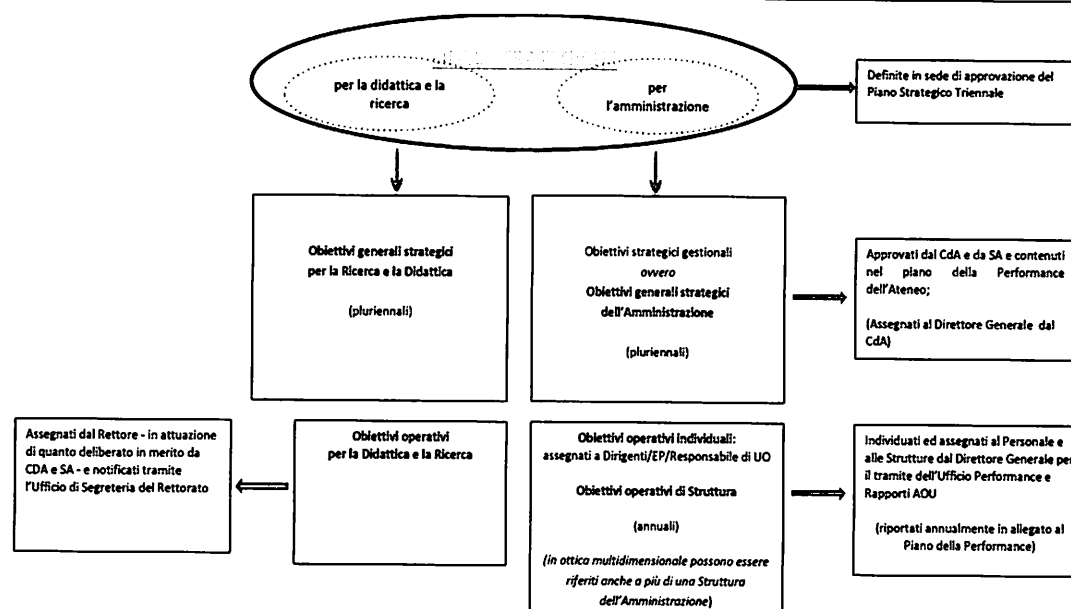 per la didattica e la
ricerca
per
l'amministrazione
Definite in sede di approvazione del
Piano Strategico Triennale
Obiettivi generali strategici
per la Ricerca e la Didattica
(pluriennali)
Obiettivi strategici gestionali
ovvero
Obiettivi generali strategici
dell'Amministrazione
(pluriennali)
Approvati dal CdA e da SA e contenuti
nel piano della Performance
dell'Ateneo;
(Assegnati al Direttore Generale dal
CdA)
Assegnati dal Rettore - in attuazione
di quanto deliberato in merito da
CDA e SA - e notificati tramite
l'Ufficio di Segreteria del Rettorato
Obiettivi operativi
per la Didattica e la Ricerca
Obiettivi operativi individuali:
assegnati a Dirigenti/EP/Responsabile di UO
Obiettivi operativi di Struttura
(annuali)
(in ottica multidimensionale possono essere
riferiti anche a più di una Struttura
dell'Amministrazione)
Individuati ed assegnati al Personale e
alle Strutture dal Direttore Generale per
il tramite dell'Ufficio Performance e
Rapporti AOU
(riportati annualmente in allegato al
Piano della Performance)